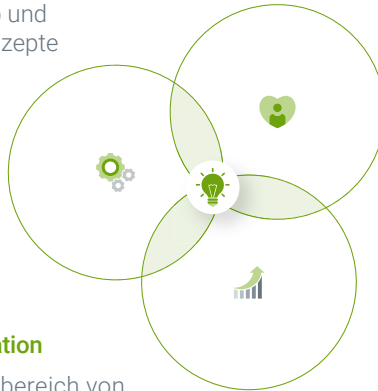 und
zepte
ation
bereich von